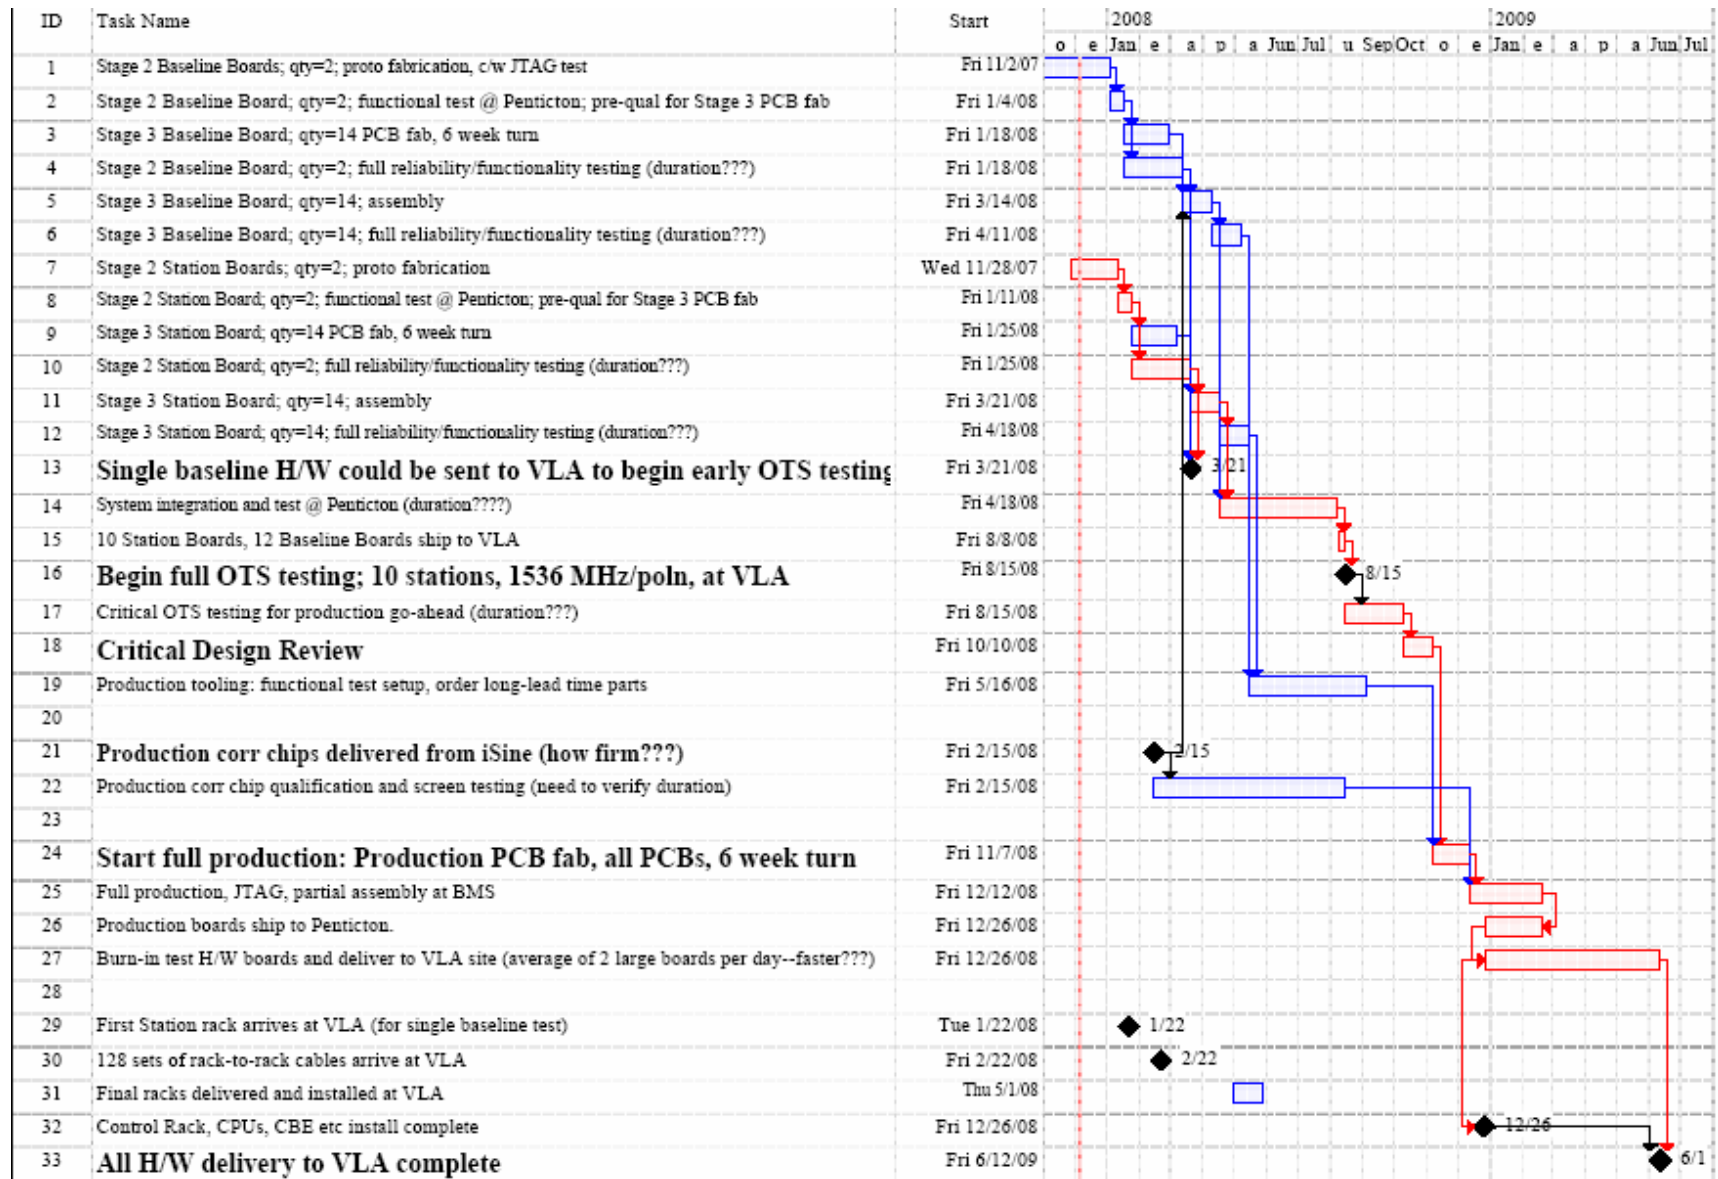 ID Task Name Start 2008 2009
o e Jan e a p a Jun Jul u Sep Oct o e Jan e a p a Jun Jul
1 Stage 2 Baseline Boards; qty=2; proto fabrication, c/w JTAG test Fri 11/2/07
2 Stage 2 Baseline Board; qty=2; functional test @ Penticton; pre-qual for Stage 3 PCB fab Fri 1/4/08
3 Stage 3 Baseline Board; qty=14 PCB fab, 6 week turn Fri 1/18/08
4 Stage 2 Baseline Board; qty=2; full reliability/functionality testing (duration???) Fri 1/18/08
5 Stage 3 Baseline Board; qty=14; assembly Fri 3/14/08
6 Stage 3 Baseline Board; qty=14; full reliability/functionality testing (duration???) Fri 4/11/08
7 Stage 2 Station Boards; qty=2; proto fabrication Wed 11/28/07
8 Stage 2 Station Board; qty=2; functional test @ Penticton; pre-qual for Stage 3 PCB fab Fri 1/11/08
9 Stage 3 Station Board; qty=14 PCB fab, 6 week turn Fri 1/25/08
10 Stage 2 Station Board; qty=2; full reliability/functionality testing (duration???) Fri 1/25/08
11 Stage 3 Station Board; qty=14; assembly Fri 3/21/08
12 Stage 3 Station Board; qty=14; full reliability/functionality testing (duration???) Fri 4/18/08
13 Single baseline H/W could be sent to VLA to begin early OTS testing Fri 3/21/08 3/21
14 System integration and test @ Penticton (duration????) Fri 4/18/08
15 10 Station Boards, 12 Baseline Boards ship to VLA Fri 8/8/08
16 Begin full OTS testing; 10 stations, 1536 MHz/poln, at VLA Fri 8/15/08 8/15
17 Critical OTS testing for production go-ahead (duration???) Fri 8/15/08
18 Critical Design Review Fri 10/10/08
19 Production tooling: functional test setup, order long-lead time parts Fri 5/16/08
20
21 Production corr chips delivered from iSine (how firm???) Fri 2/15/08 2/15
22 Production corr chip qualification and screen testing (need to verify duration) Fri 2/15/08
23
24 Start full production: Production PCB fab, all PCBs, 6 week turn Fri 11/7/08
25 Full production, JTAG, partial assembly at BMS Fri 12/12/08
26 Production boards ship to Penticton. Fri 12/26/08
27 Burn-in test H/W boards and deliver to VLA site (average of 2 large boards per day--faster???) Fri 12/26/08
28
29 First Station rack arrives at VLA (for single baseline test) Tue 1/22/08 1/22
30 128 sets of rack-to-rack cables arrive at VLA Fri 2/22/08 2/22
31 Final racks delivered and installed at VLA Thu 5/1/08
32 Control Rack, CPUs, CBE etc install complete Fri 12/26/08 12/26
33 All H/W delivery to VLA complete Fri 6/12/09 6/1